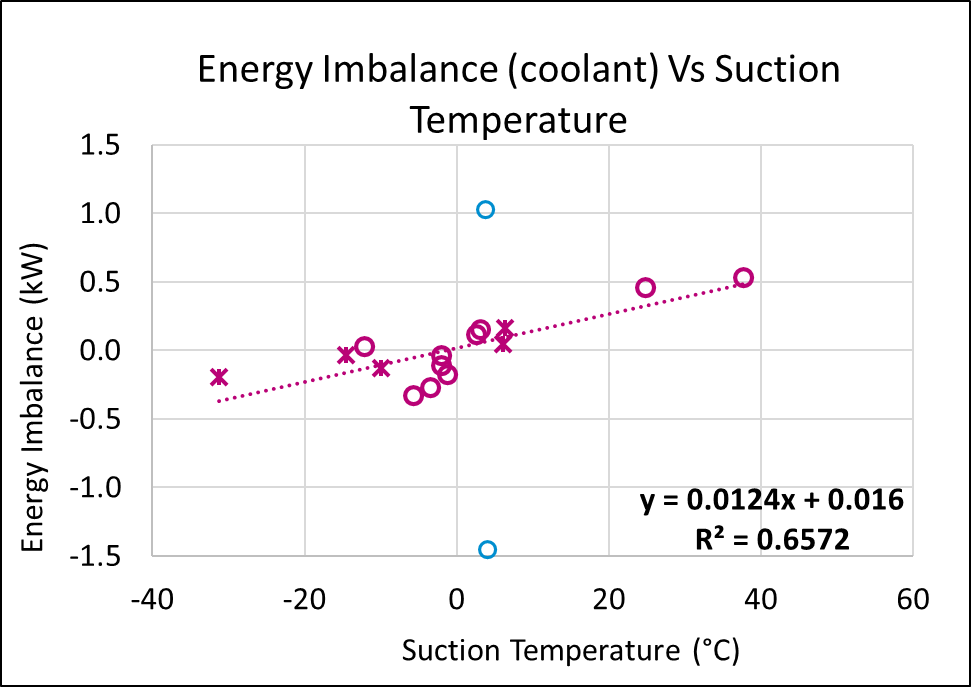 Energy Imbalance (coolant) Vs Suction
Temperature
1.5
1.0
0.5
0.0
-0.5
-1.0
-1.5
Energy Imbalance (kW)
y = 0.0124x + 0.016
R² = 0.6572
-40 -20 0 20 40 60
Suction Temperature (°C)